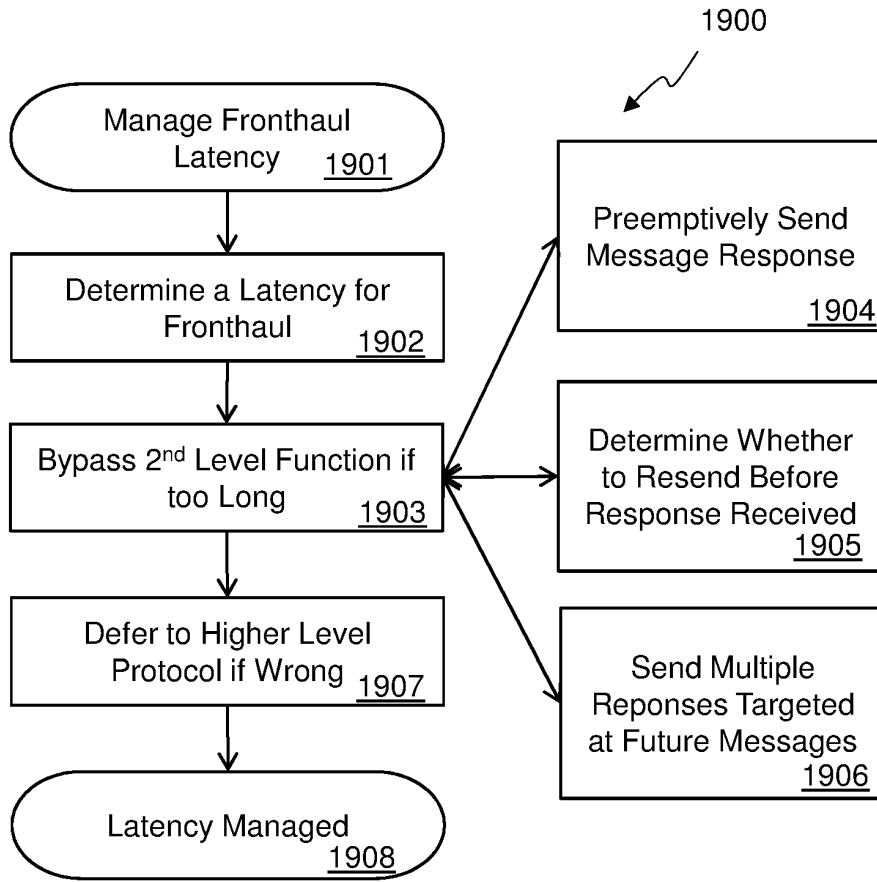 1900
Manage Fronthaul
Latency
1901
Determine a Latency for
Fronthaul
1902
Bypass 2nd Level Function if
too Long
1903
Defer to Higher Level
Protocol if Wrong
1907
Latency Managed
1908
Preemptively Send
Message Response
1904
Determine Whether
to Resend Before
Response Received
1905
Send Multiple
Reponses Targeted
at Future Messages
1906